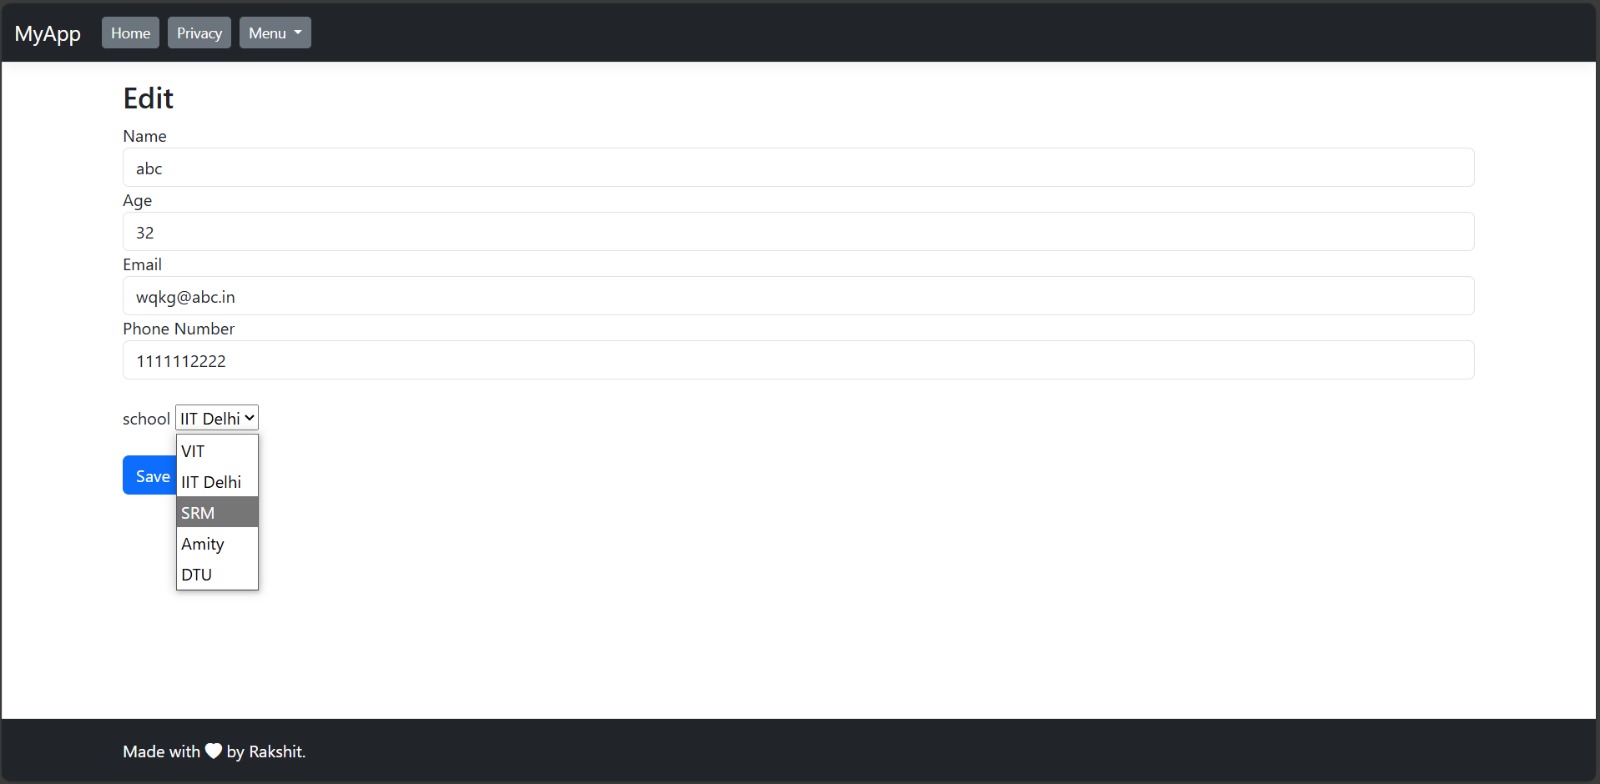 MyApp Home Privacy Menu
Edit
Name
abc
Age
32
Email
wqkg@abc.in
Phone Number
1111112222
school IIT Delhi
VIT
Save
IIT Delhi
SRM
Amity
DTU
Made with by Rakshit.